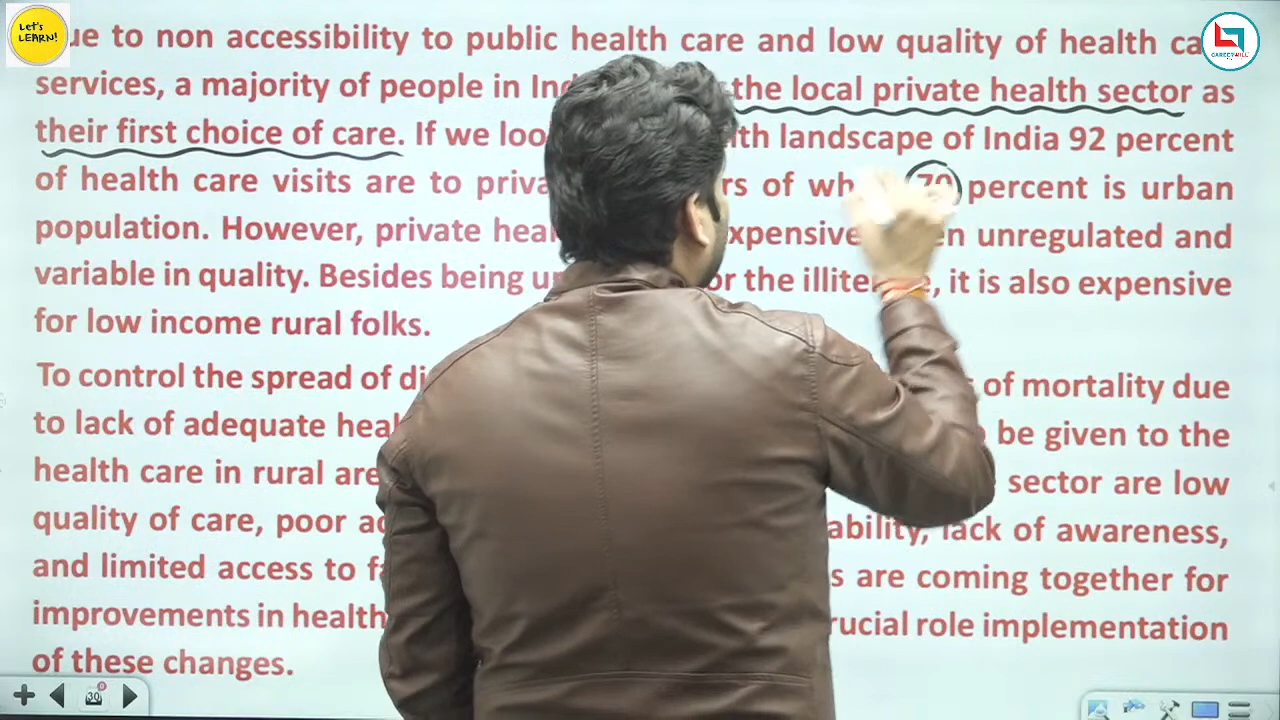 LET'S LEARN!
ue to non accessibility to public health care and low quality of health ca
CAREERWILL
services, a majority of people in Ind the local private health sector as
their first choice of care. If we loo th landscape of India 92 percent
of health care visits are to priva rs of wh 70 percent is urban
population. However, private heal xpensive en unregulated and
variable in quality. Besides being u or the illiter e, it is also expensive
for low income rural folks.
To control the spread of di of mortality due
to lack of adequate heal be given to the
health care in rural are sector are low
quality of care, poor ac ability, lack of awareness,
and limited access to fa s are coming together for
improvements in health rucial role implementation
of these changes.
30